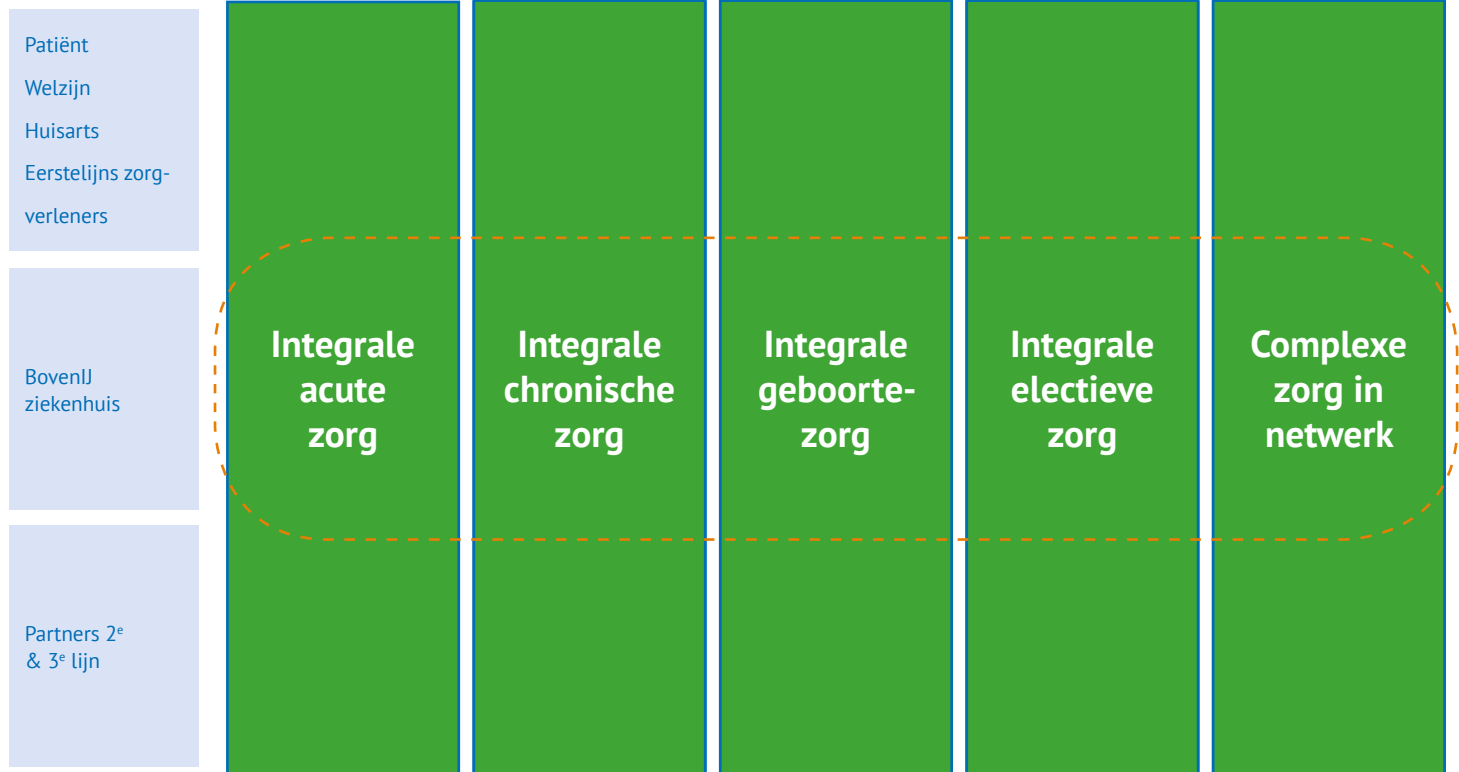 Patiënt
Welzijn
Huisarts
Eerstelijns zorg-
verleners
BovenIJ
ziekenhuis
Partners 2e
& 3e lijn
Integrale
acute
zorg
Integrale
chronische
zorg
Integrale
geboorte-
zorg
Integrale
electieve
zorg
Complexe
zorg in
netwerk